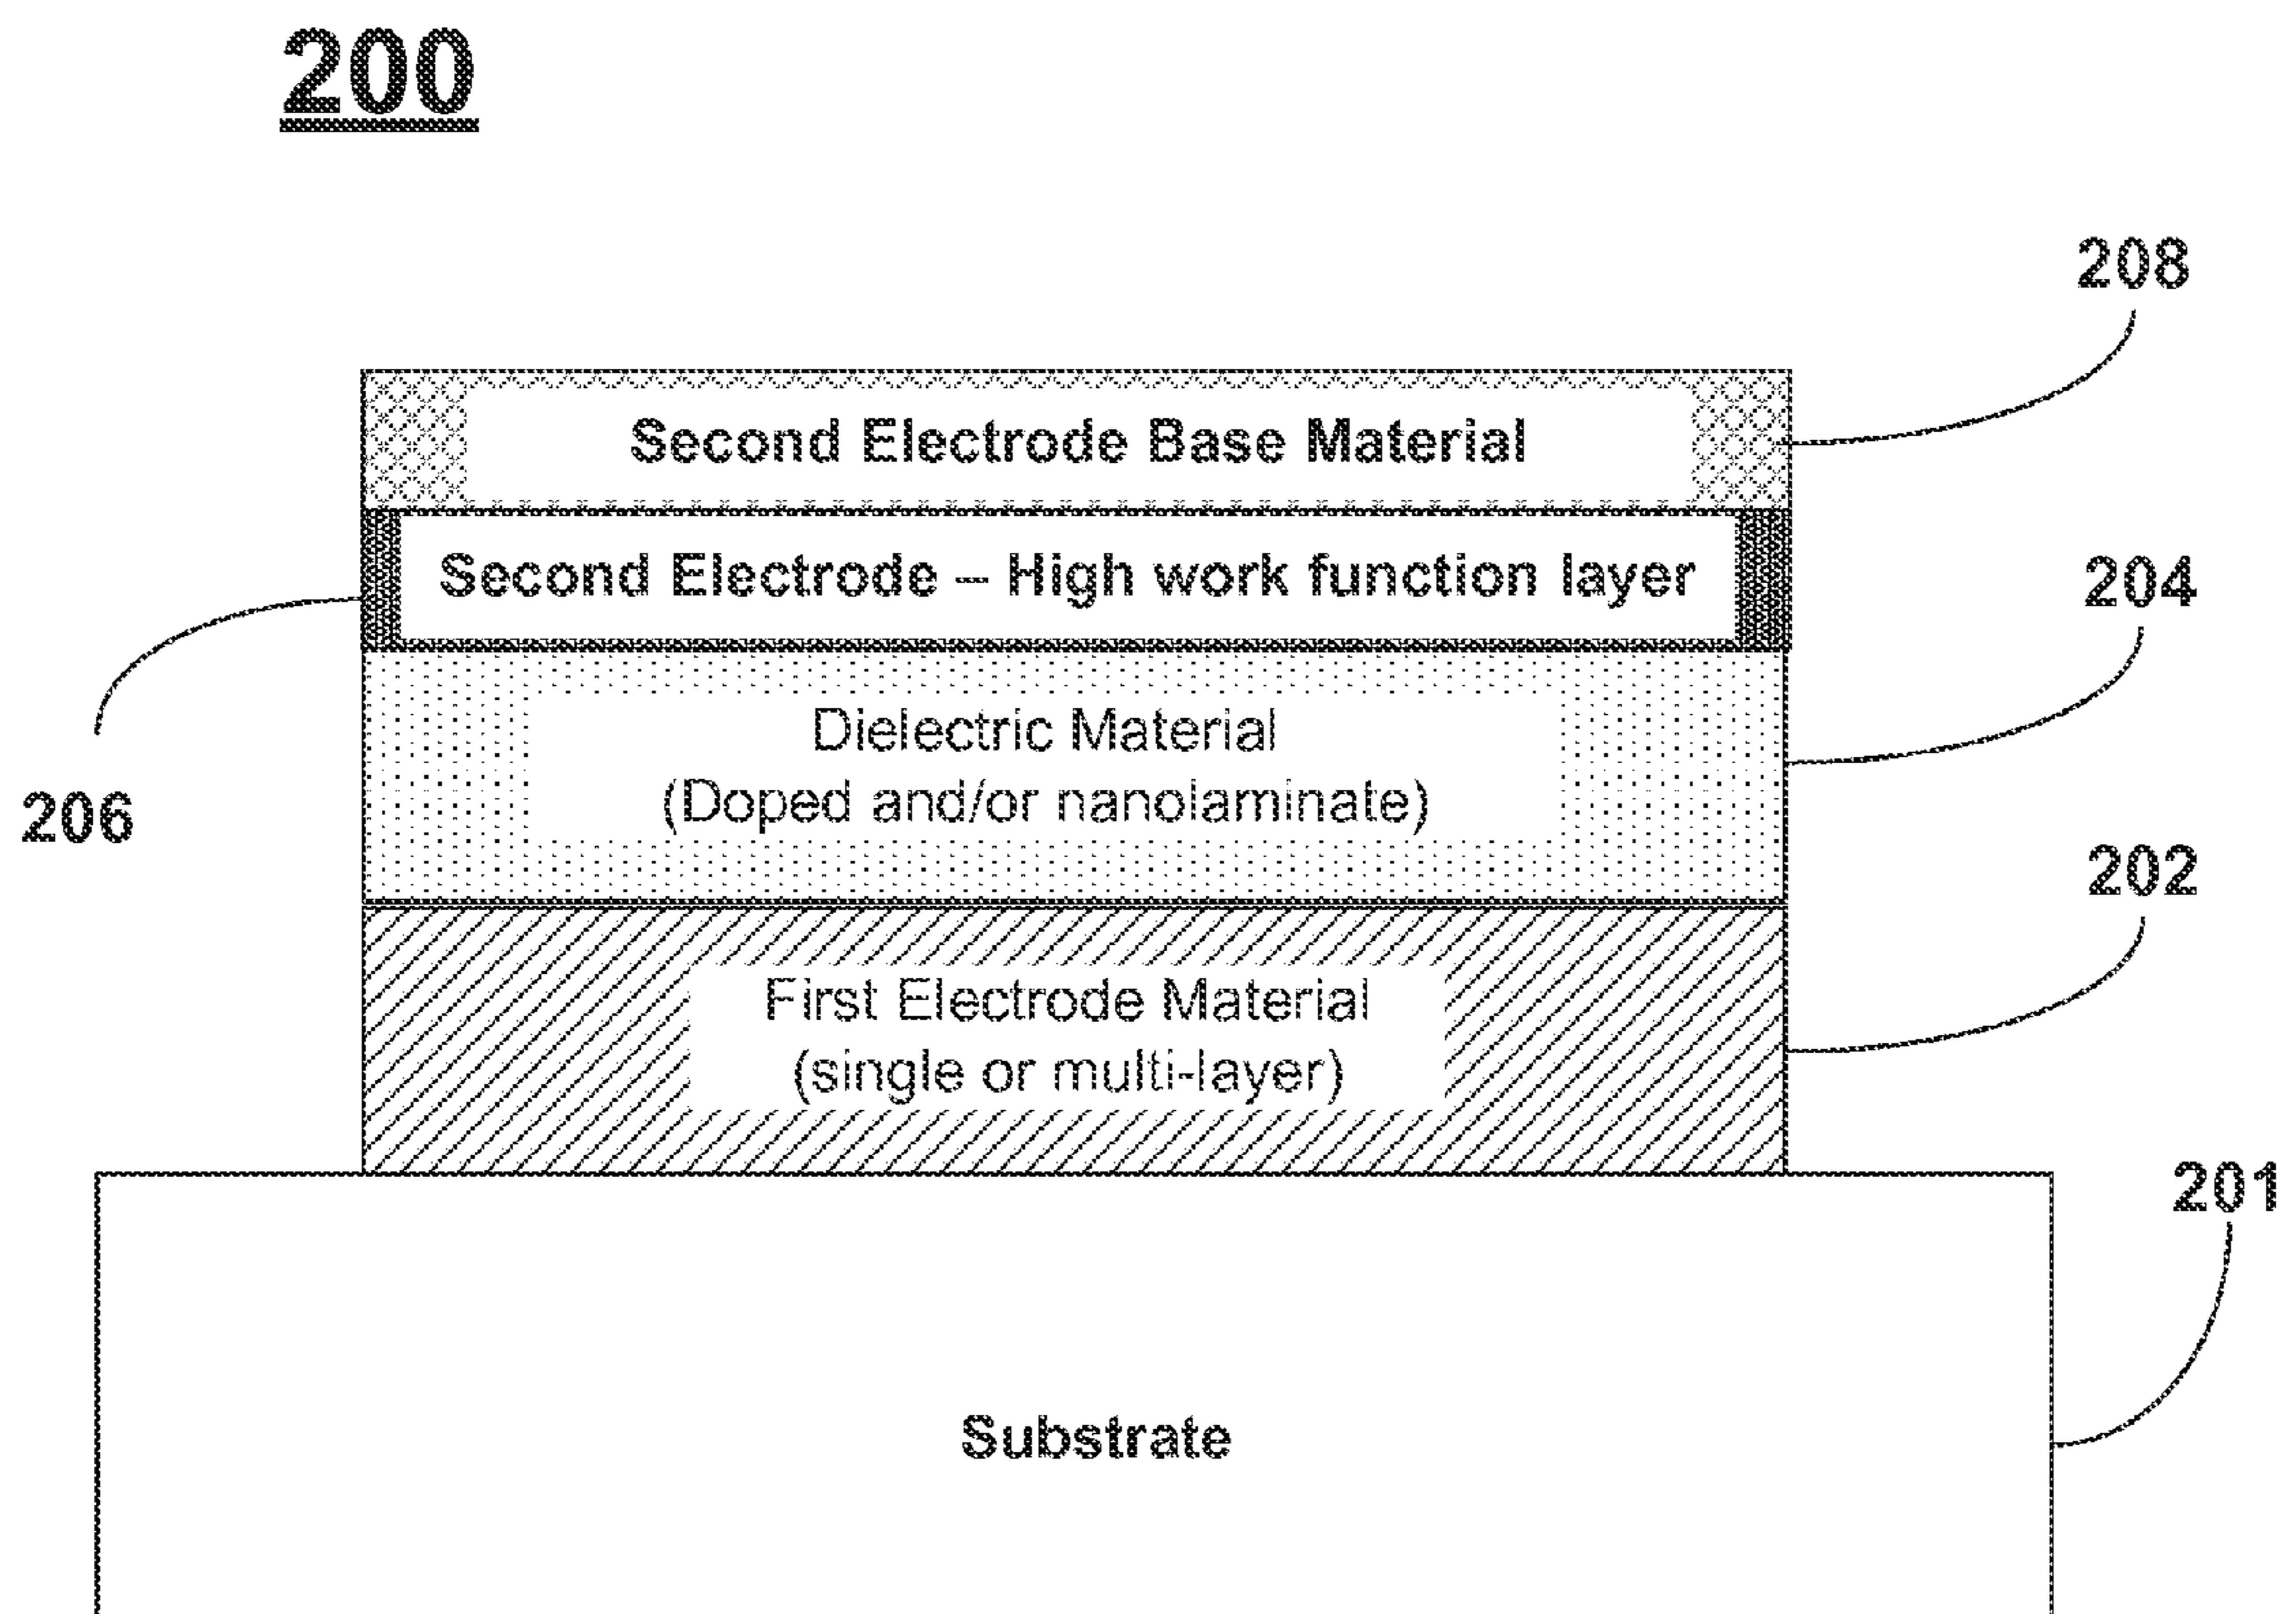 200
208
Second Electrode Base Material
Second Electrode – High work function layer
204
Dielectric Material
(Doped and/or nanolaminate)
206
202
First Electrode Material
(single or multi-layer)
201
Substrate